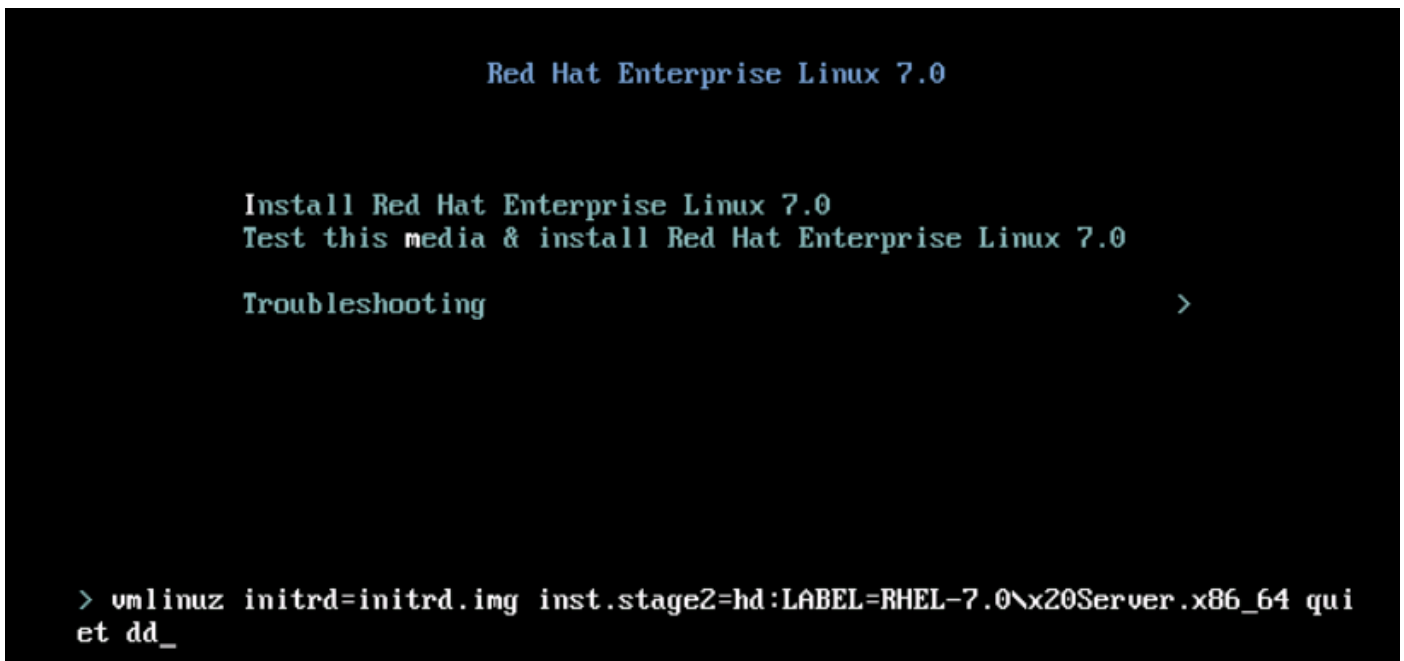 Red Hat Enterprise Linux 7.0
Install Red Hat Enterprise Linux 7.0
Test this media & install Red Hat Enterprise Linux 7.0
Troubleshooting >
> vmlinuz initrd=initrd.img inst.stage2=hd:LABEL=RHEL-7.0\x20Server.x86_64 qui
et dd_